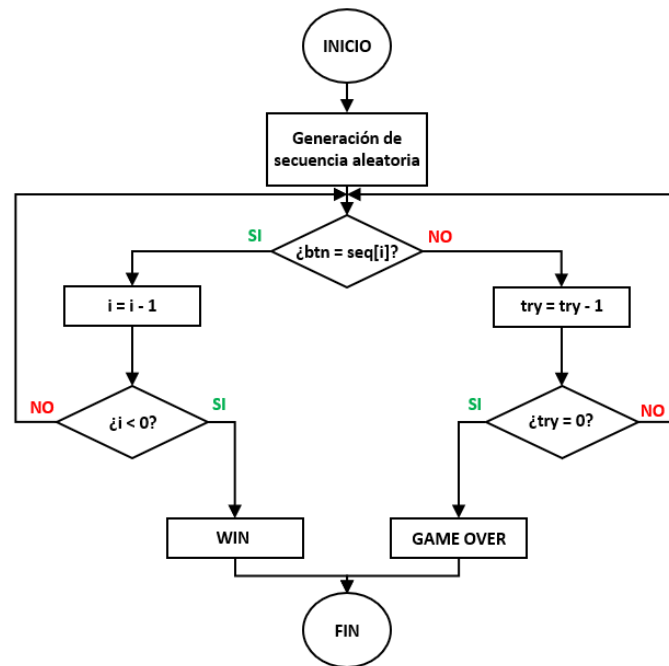 INICIO
Generación de
secuencia aleatoria
SI
¿btn = seq[i]?
NO
i = i - 1
try = try - 1
NO
¿i < 0?
SI
SI
¿try = 0?
NO
WIN
GAME OVER
FIN